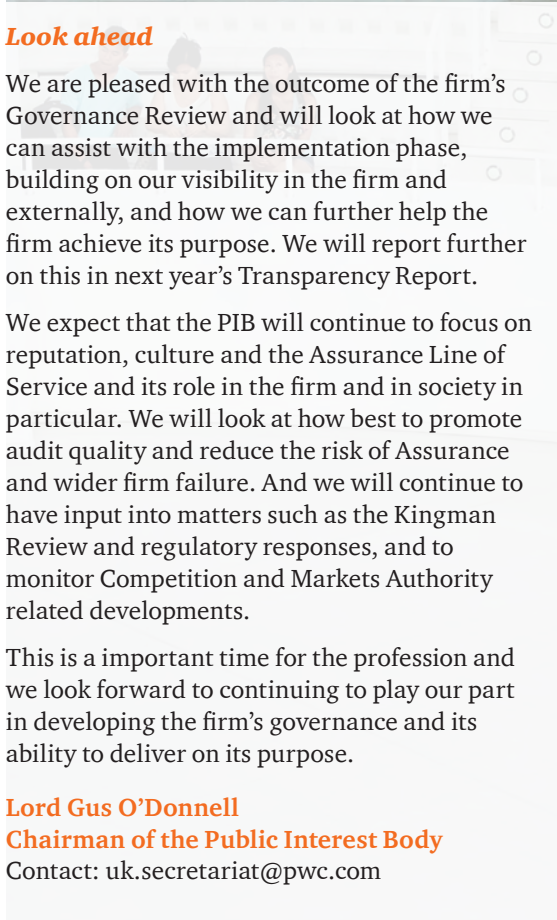 Look ahead
We are pleased with the outcome of the firm’s
Governance Review and will look at how we
can assist with the implementation phase,
building on our visibility in the firm and
externally, and how we can further help the
firm achieve its purpose. We will report further
on this in next year’s Transparency Report.
We expect that the PIB will continue to focus on
reputation, culture and the Assurance Line of
Service and its role in the firm and in society in
particular. We will look at how best to promote
audit quality and reduce the risk of Assurance
and wider firm failure. And we will continue to
have input into matters such as the Kingman
Review and regulatory responses, and to
monitor Competition and Markets Authority
related developments.
This is a important time for the profession and
we look forward to continuing to play our part
in developing the firm’s governance and its
ability to deliver on its purpose.
Lord Gus O’Donnell
Chairman of the Public Interest Body
Contact: uk.secretariat@pwc.com